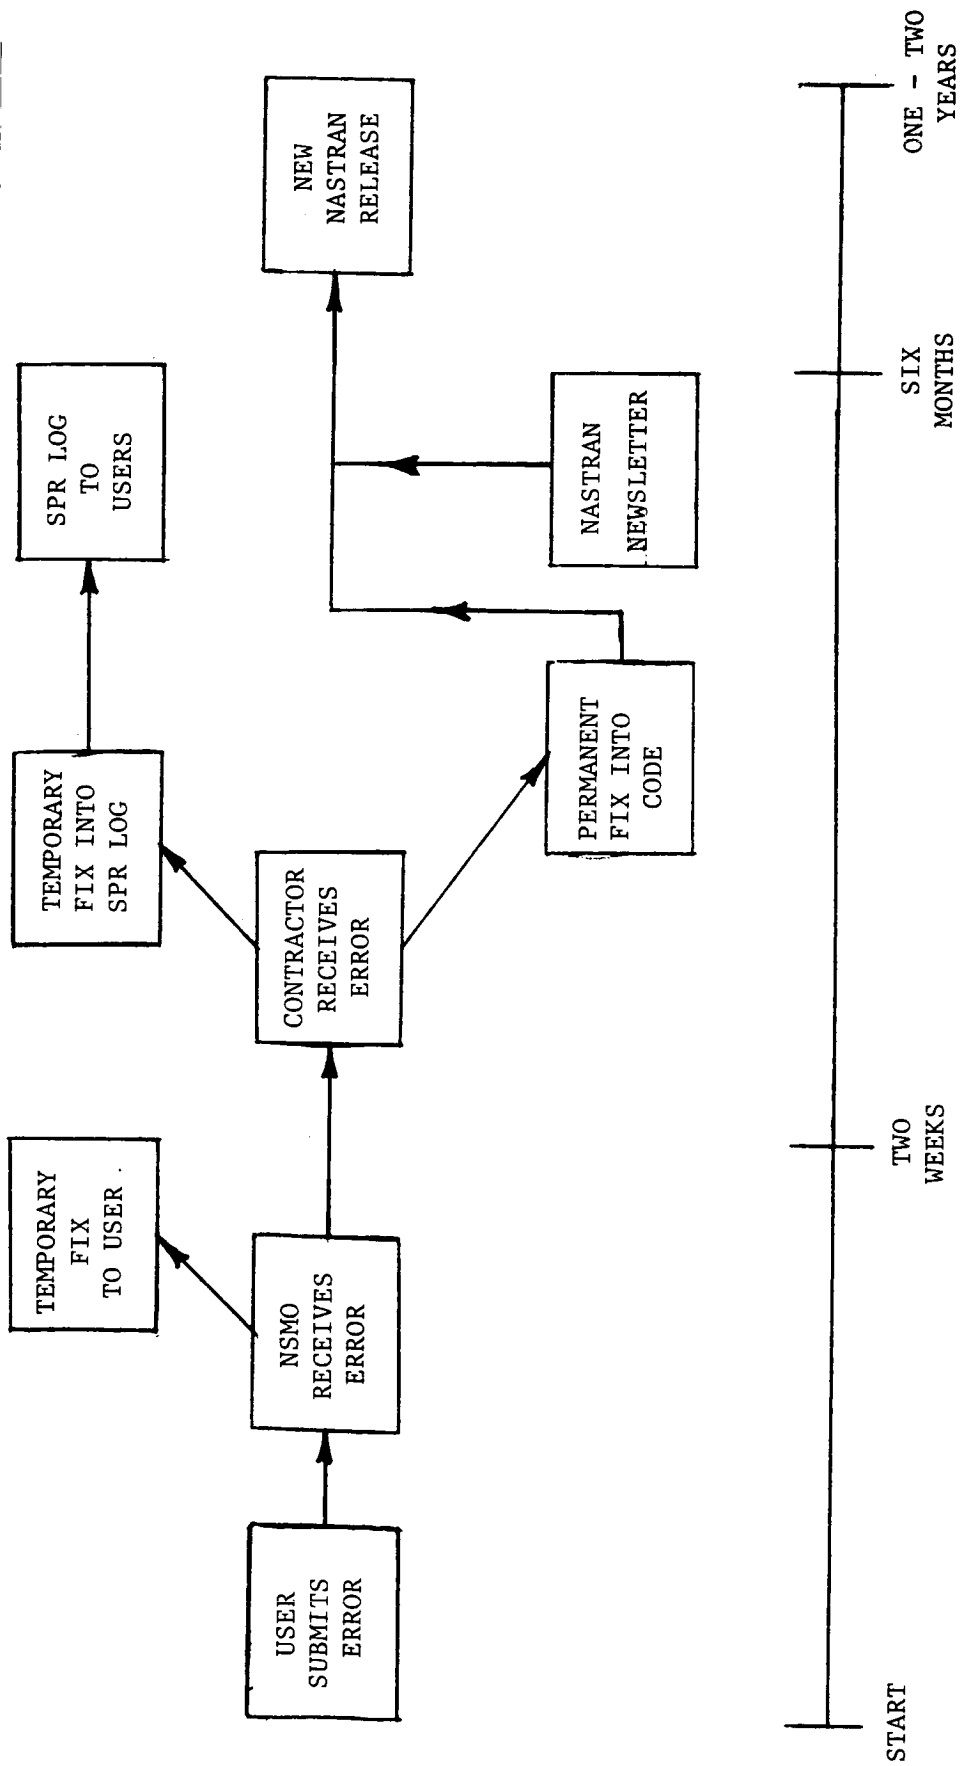 TEMPORARY
FIX
TO USER.
TEMPORARY
FIX INTO
SPR LOG
SPR LOG
TO
USERS
USER
SUBMITS
ERROR
NSMO
RECEIVES
ERROR
CONTRACTOR
RECEIVES
ERROR
NEW
NASTRAN
RELEASE
PERMANENT
FIX INTO
CODE
NASTRAN
NEWSLETTER
START
TWO
WEEKS
SIX
MONTHS
ONE - TWO
YEARS